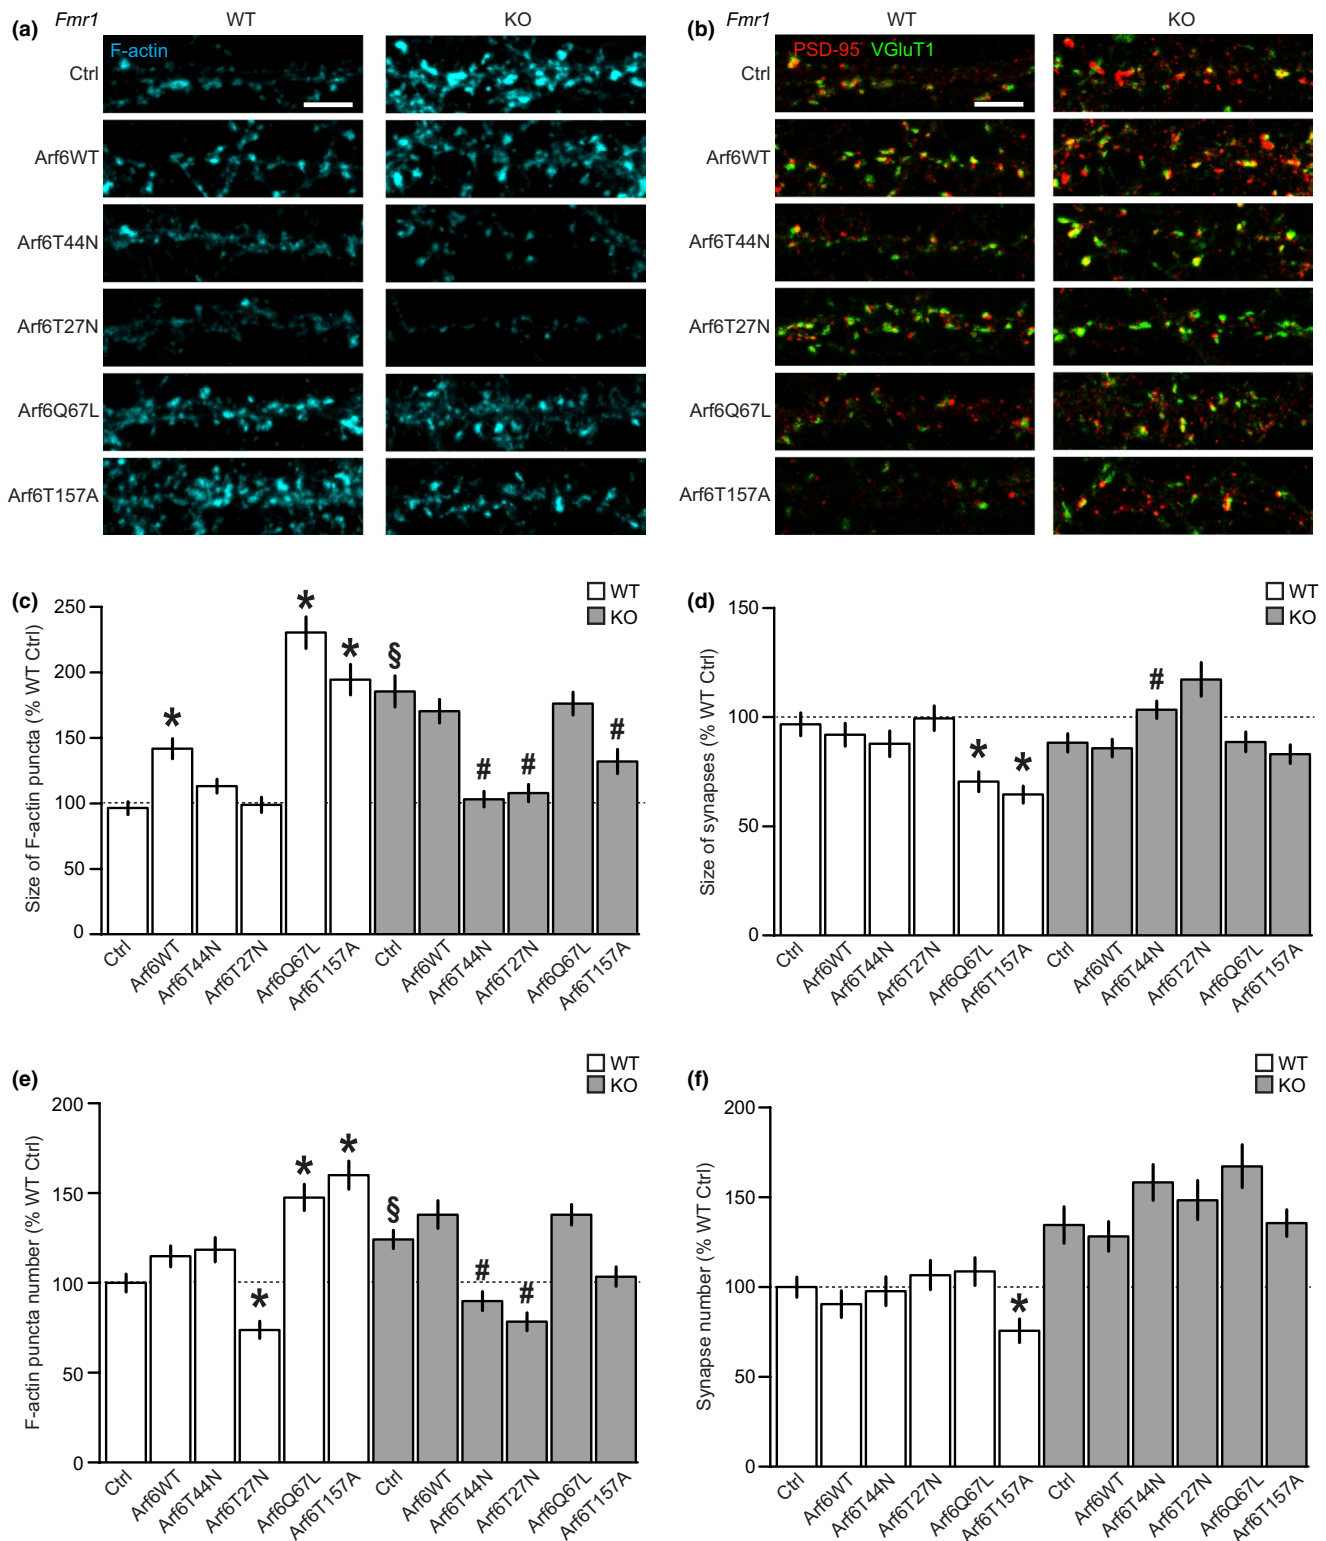 (a)
Fmr1 WT KO
F-actin
Ctrl
Arf6WT
Arf6T44N
Arf6T27N
Arf6Q67L
Arf6T157A
(b)
Fmr1 WT KO
PSD-95 VGluT1
Ctrl
Arf6WT
Arf6T44N
Arf6T27N
Arf6Q67L
Arf6T157A
(c)
WT
KO
Size of F-actin puncta (% WT Ctrl)
250
200
150
100
50
0
* * * § # # #
Ctrl Arf6WT Arf6T44N Arf6T27N Arf6Q67L Arf6T157A Ctrl Arf6WT Arf6T44N Arf6T27N Arf6Q67L Arf6T157A
(d)
WT
KO
Size of synapses (% WT Ctrl)
150
100
50
0
* * #
Ctrl Arf6WT Arf6T44N Arf6T27N Arf6Q67L Arf6T157A Ctrl Arf6WT Arf6T44N Arf6T27N Arf6Q67L Arf6T157A
(e)
WT
KO
F-actin puncta number (% WT Ctrl)
200
150
100
50
0
* * * § # #
Ctrl Arf6WT Arf6T44N Arf6T27N Arf6Q67L Arf6T157A Ctrl Arf6WT Arf6T44N Arf6T27N Arf6Q67L Arf6T157A
(f)
WT
KO
Synapse number (% WT Ctrl)
200
150
100
50
0
*
Ctrl Arf6WT Arf6T44N Arf6T27N Arf6Q67L Arf6T157A Ctrl Arf6WT Arf6T44N Arf6T27N Arf6Q67L Arf6T157A